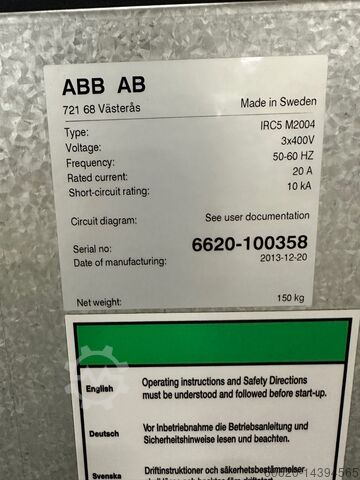 ABB AB
721 68 Västerås
Made in Sweden
Type: IRC5 M2004
Voltage: 3x400V
Frequency: 50-60 HZ
Rated current: 20 A
Short-circuit rating: 10 kA
Circuit diagram: See user documentation
Serial no: 6620-100358
Date of manufacturing: 2013-12-20
Net weight: 150 kg
English
Operating instructions and Safety Directions
must be understood and followed before start-up.
Deutsch
Vor Inbetriebnahme die Betriebsanleitung und
Sicherheitshinweise lesen und beachten.
Svenska
Driftinstruktion och säkerhetsbestämmelser